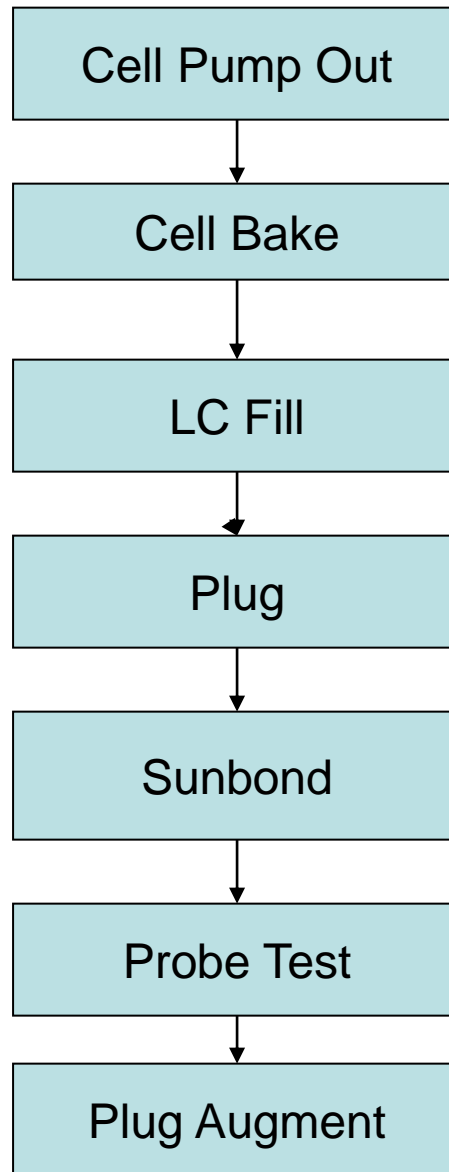 Cell Pump Out
Cell Bake
LC Fill
Plug
Sunbond
Probe Test
Plug Augment